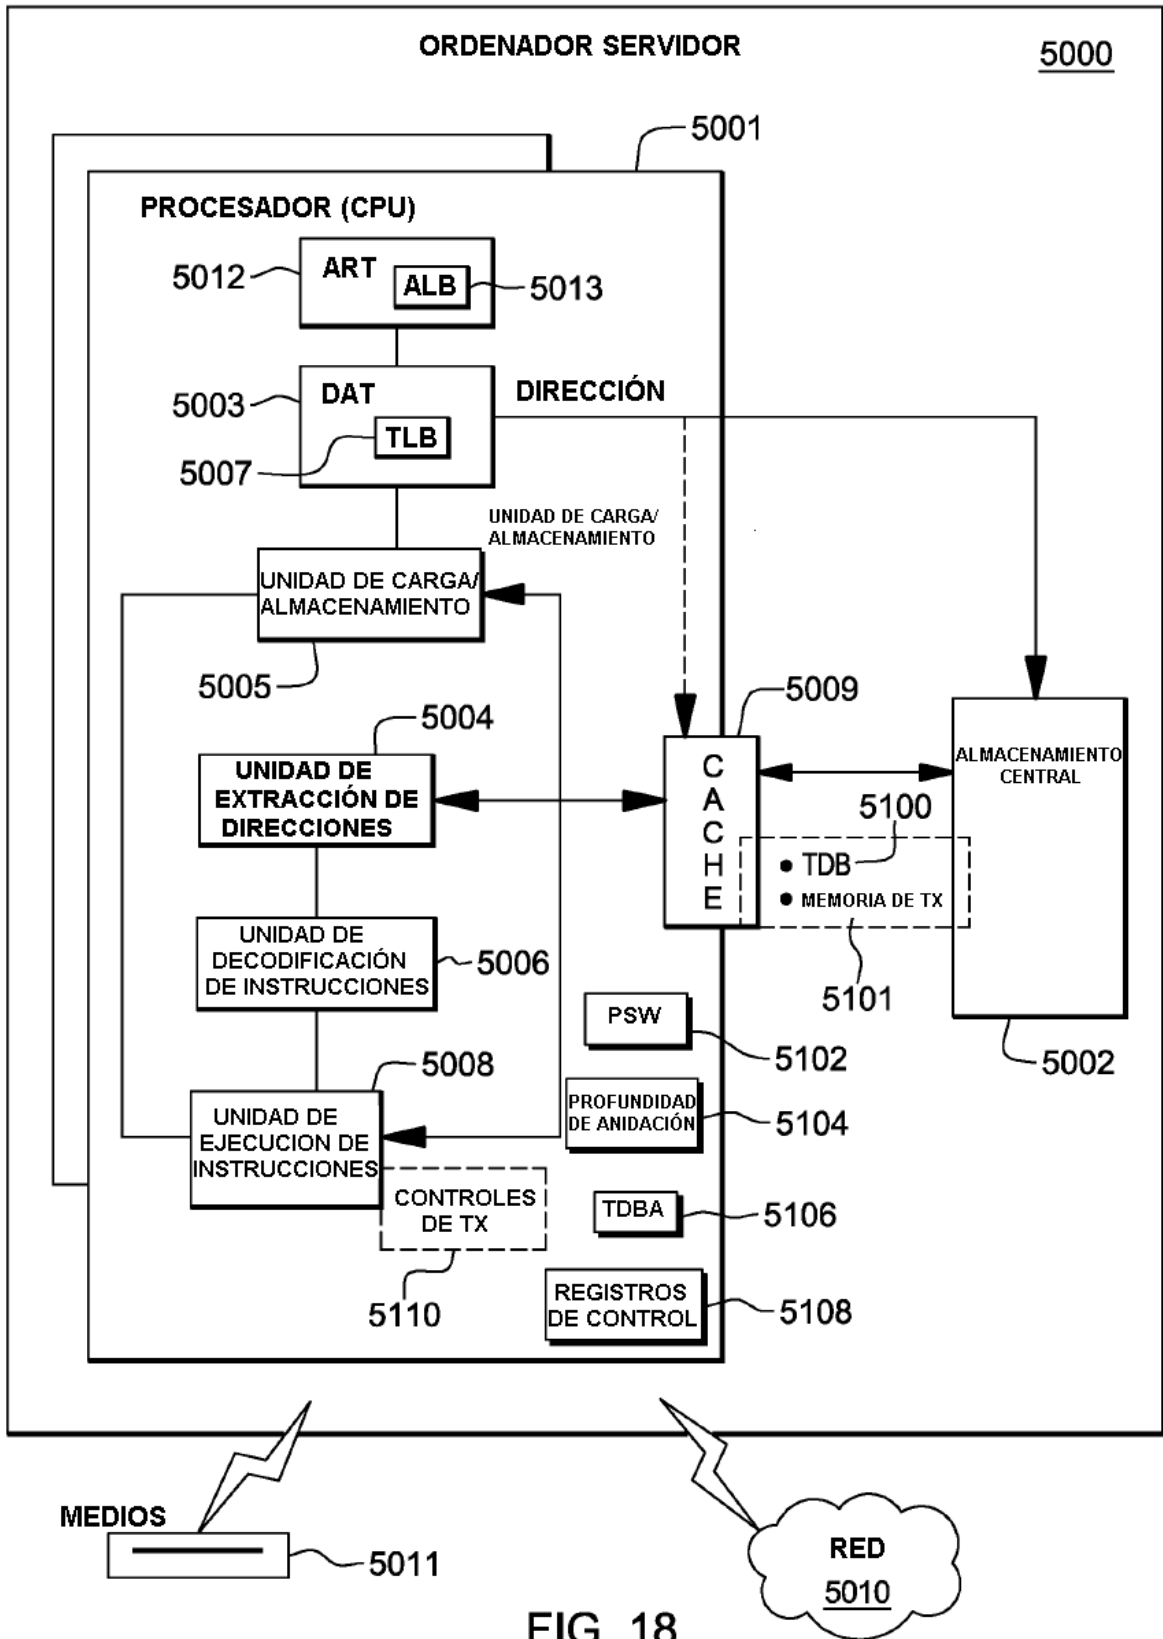 ORDENADOR SERVIDOR
5000
5001
PROCESADOR (CPU)
ART
ALB
5012
5013
DAT
TLB
5003
5007
DIRECCIÓN
UNIDAD DE CARGA/
ALMACENAMIENTO
UNIDAD DE CARGA/
ALMACENAMIENTO
5005
5004
UNIDAD DE
EXTRACCIÓN DE
DIRECCIONES
5009
CACHE
ALMACENAMIENTO
CENTRAL
5100
TDB
MEMORIA DE TX
5101
5002
UNIDAD DE
DECODIFICACIÓN
DE INSTRUCCIONES
5006
PSW
5102
5008
UNIDAD DE
EJECUCION DE
INSTRUCCIONES
PROFUNDIDAD
DE ANIDACIÓN
5104
CONTROLES
DE TX
5110
TDBA
5106
REGISTROS
DE CONTROL
5108
MEDIOS
5011
RED
5010
FIG. 18